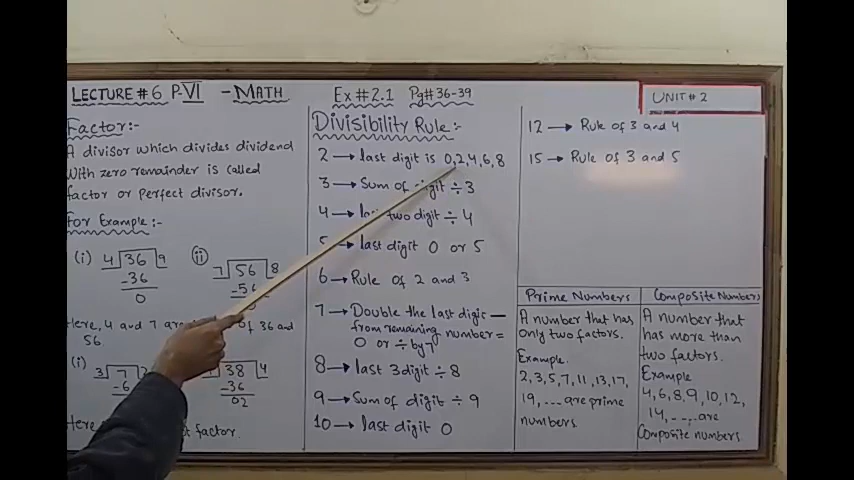 LECTURE # 6 P-VI - MATH
Ex # 2.1 Pg# 36-39
UNIT # 2
Factor:-
A divisor which divides dividend
with zero remainder is called
factor or perfect divisor.
For Example:-
(i) 4 36 9
-36
0
(ii) 7 56 8
-56
Here, 4 and 7 are of 36 and
56.
(i) 3 7 2
-6
38 4
-36
02
Here factor.
Divisibility Rule:-
2 → last digit is 0,2,4,6,8
3 → Sum of digit ÷ 3
4 → last two digit ÷ 4
5 → last digit 0 or 5
6 → Rule of 2 and 3
7 → Double the last digit —
from remaining number =
0 or ÷ by 7
8 → last 3 digit ÷ 8
9 → Sum of digit ÷ 9
10 → last digit 0
12 → Rule of 3 and 4
15 → Rule of 3 and 5
Prime Numbers
A number that has
only two factors.
Example
2,3,5,7,11,13,17,
19, ... are prime
numbers.
Composite Numbers
A number that
has more than
two factors.
Example
4,6,8,9,10,12,
14, ... are
Composite numbers